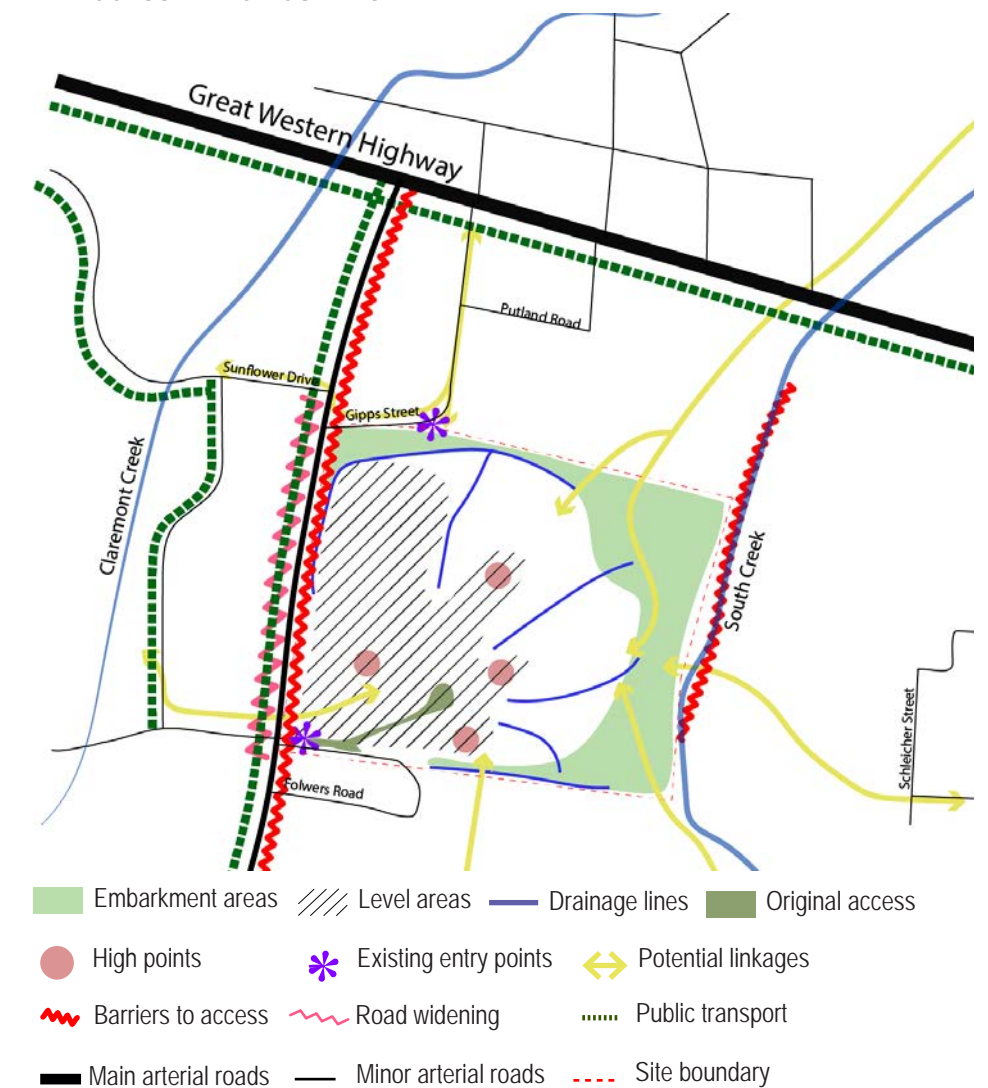 Great Western Highway
Putland Road
Sunflower Drive
Gipps Street
Claremont Creek
South Creek
Schleicher Street
Folwers Road
Embarkment areas
Level areas
Drainage lines
Original access
High points
Existing entry points
Potential linkages
Barriers to access
Road widening
Public transport
Main arterial roads
Minor arterial roads
Site boundary